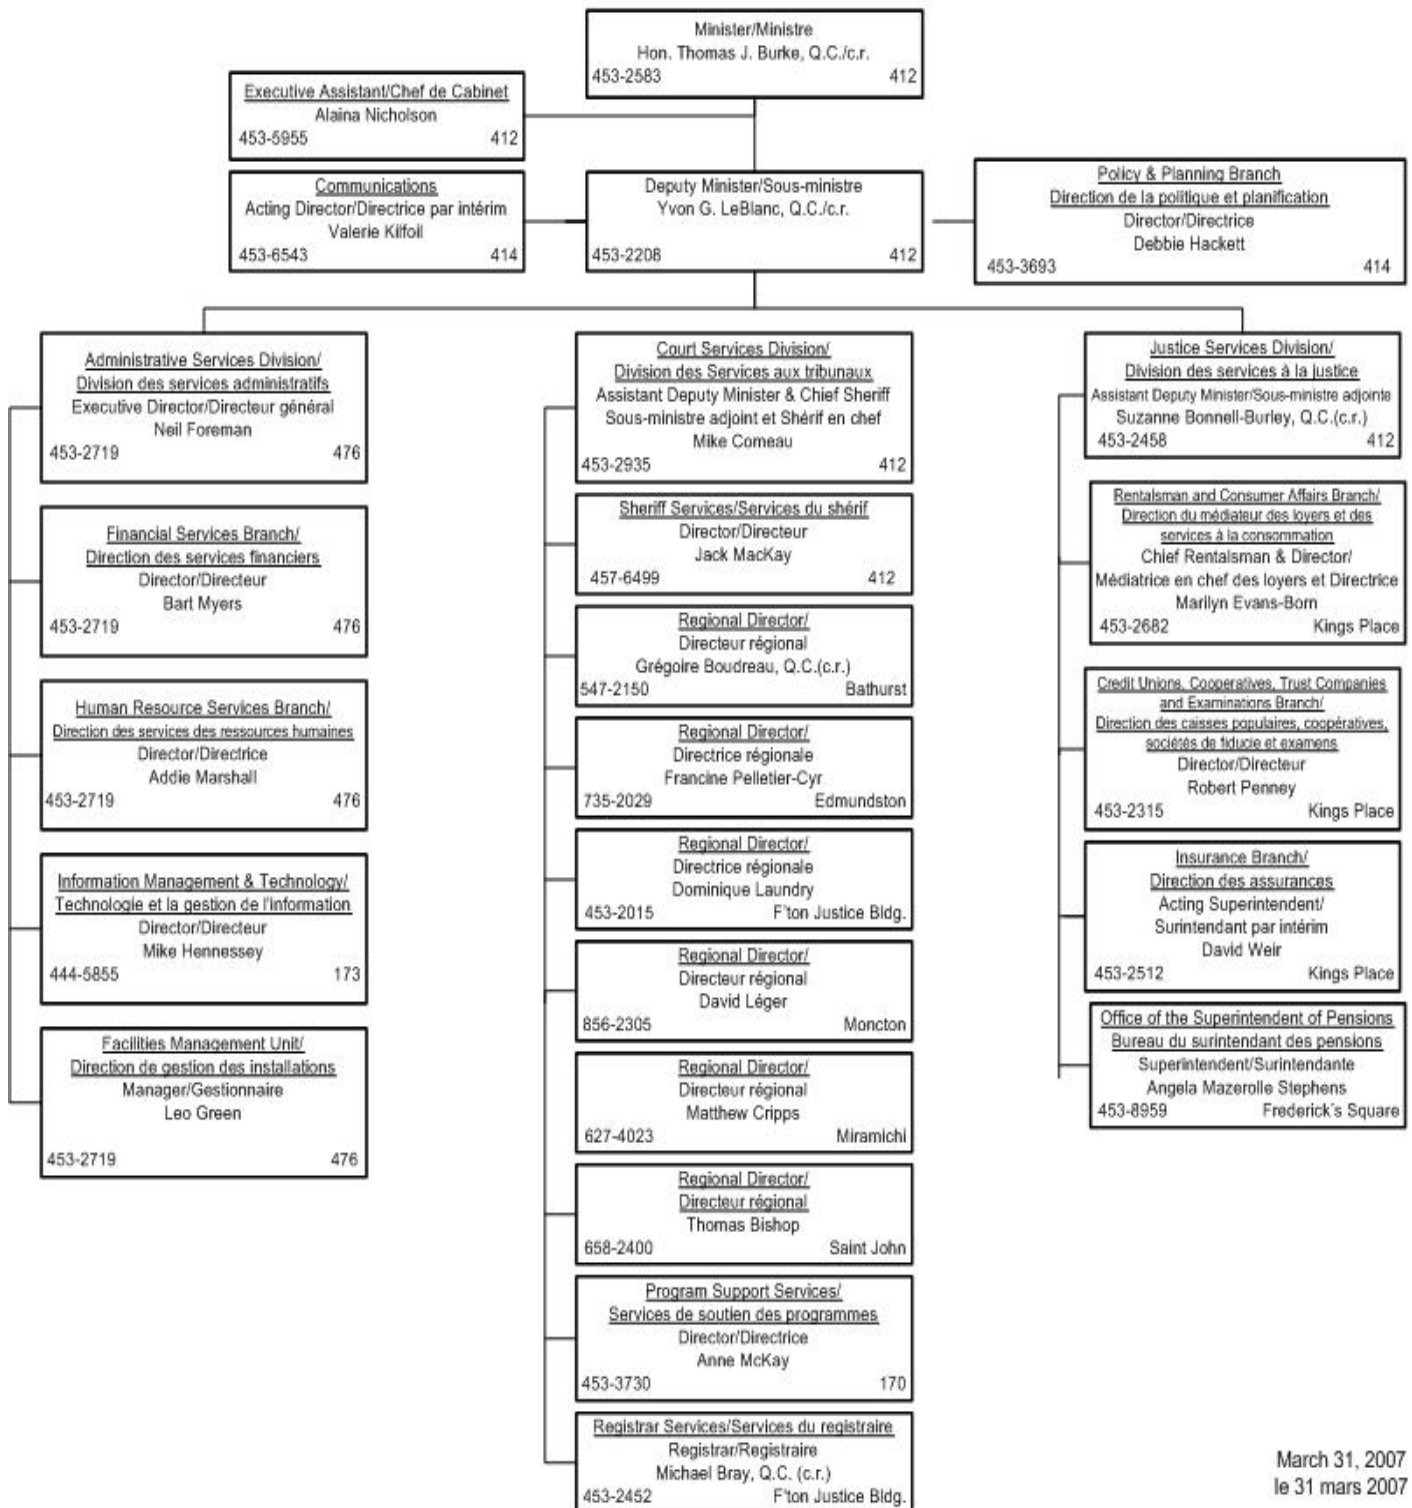 Minister/Ministre
Hon. Thomas J. Burke, Q.C./c.r.
453-2583 412
Executive Assistant/Chef de Cabinet
Alaina Nicholson
453-5955 412
Communications
Acting Director/Directrice par intérim
Valerie Kilfoil
453-6543 414
Deputy Minister/Sous-ministre
Yvon G. LeBlanc, Q.C./c.r.
453-2208 412
Policy & Planning Branch
Direction de la politique et planification
Director/Directrice
Debbie Hackett
453-3693 414
Administrative Services Division/
Division des services administratifs
Executive Director/Directeur général
Neil Foreman
453-2719 476
Financial Services Branch/
Direction des services financiers
Director/Directeur
Bart Myers
453-2719 476
Human Resource Services Branch/
Direction des services des ressources humaines
Director/Directrice
Addie Marshall
453-2719 476
Information Management & Technology/
Technologie et la gestion de l'information
Director/Directeur
Mike Hennessey
444-5855 173
Facilities Management Unit/
Direction de gestion des installations
Manager/Gestionnaire
Leo Green
453-2719 476
Court Services Division/
Division des Services aux tribunaux
Assistant Deputy Minister & Chief Sheriff
Sous-ministre adjoint et Shérif en chef
Mike Comeau
453-2935 412
Sheriff Services/Services du shérif
Director/Directeur
Jack MacKay
457-6499 412
Regional Director/
Directeur régional
Grégoire Boudreau, Q.C.(c.r.)
547-2150 Bathurst
Regional Director/
Directrice régionale
Francine Pelletier-Cyr
735-2029 Edmundston
Regional Director/
Directrice régionale
Dominique Laundry
453-2015 F'ton Justice Bldg.
Regional Director/
Directeur régional
David Léger
856-2305 Moncton
Regional Director/
Directeur régional
Matthew Cripps
627-4023 Miramichi
Regional Director/
Directeur régional
Thomas Bishop
658-2400 Saint John
Program Support Services/
Services de soutien des programmes
Director/Directrice
Anne McKay
453-3730 170
Registrar Services/Services du registraire
Registrar/Registraire
Michael Bray, Q.C. (c.r.)
453-2452 F'ton Justice Bldg.
Justice Services Division/
Division des services à la justice
Assistant Deputy Minister/Sous-ministre adjointe
Suzanne Bonnell-Burley, Q.C.(c.r.)
453-2458 412
Rentalsman and Consumer Affairs Branch/
Direction du médiateur des loyers et des
services à la consommation
Chief Rentalsman & Director/
Médiatrice en chef des loyers et Directrice
Marilyn Evans-Born
453-2682 Kings Place
Credit Unions, Cooperatives, Trust Companies
and Examinations Branch/
Direction des caisses populaires, coopératives,
sociétés de fiducie et examens
Director/Directeur
Robert Penney
453-2315 Kings Place
Insurance Branch/
Direction des assurances
Acting Superintendent/
Surintendant par intérim
David Weir
453-2512 Kings Place
Office of the Superintendent of Pensions
Bureau du surintendant des pensions
Superintendent/Surintendante
Angela Mazerolle Stephens
453-8959 Frederick's Square
March 31, 2007
le 31 mars 2007